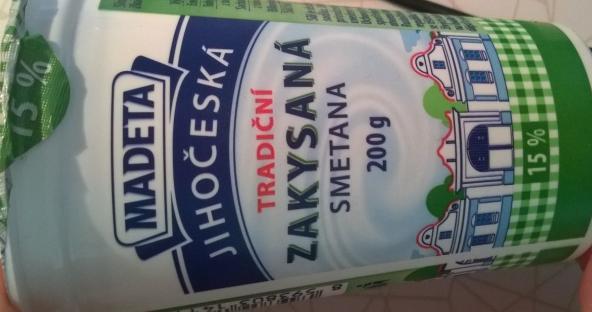 15 %
MADETA
JIHOČESKÁ
TRADIČNÍ
ZAKYSANÁ
SMETANA
200 g
15 %